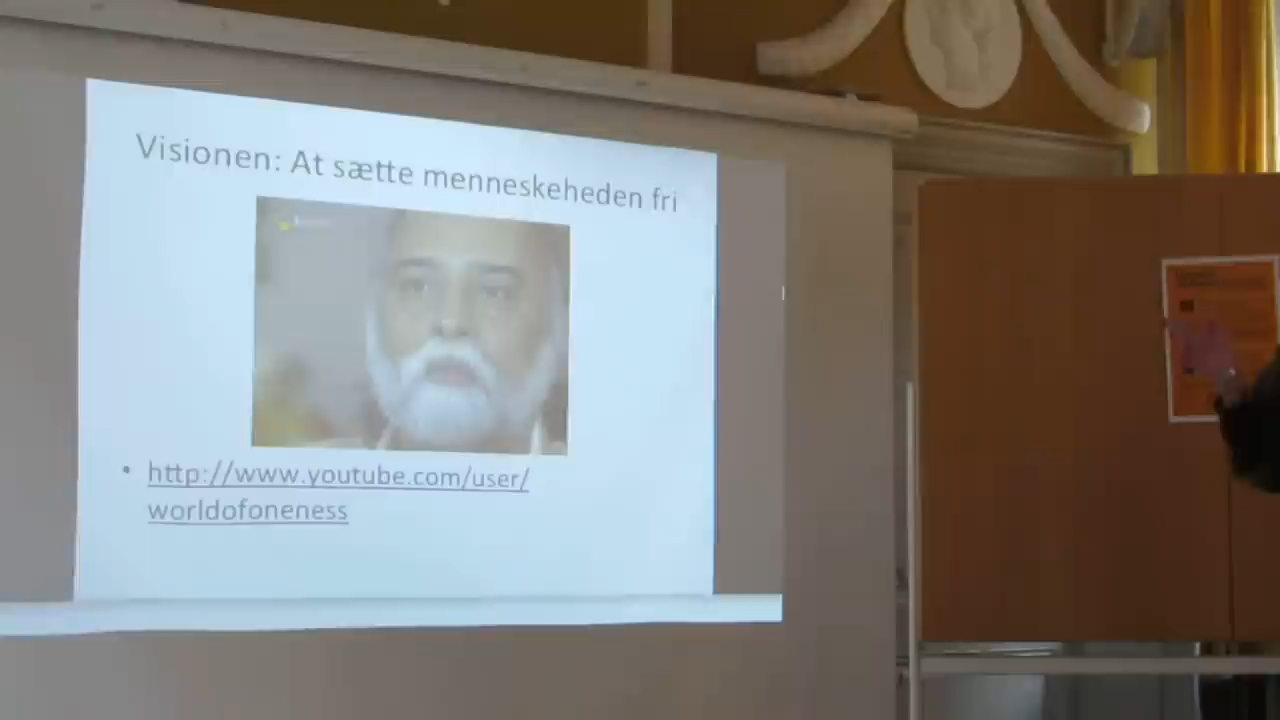 Visionen: At sætte menneskeheden fri
• http://www.youtube.com/user/
worldofoneness